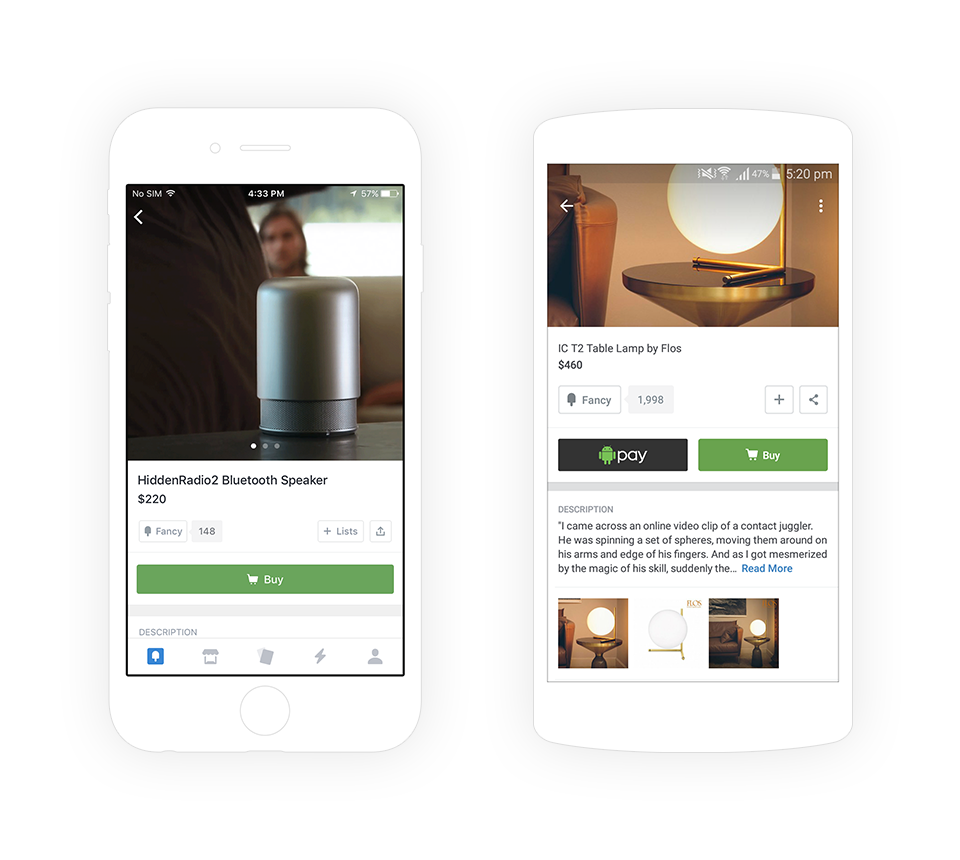 No SIM 4:33 PM 57%
HiddenRadio2 Bluetooth Speaker
$220
Fancy 148 + Lists
Buy
DESCRIPTION
47% 5:20 pm
IC T2 Table Lamp by Flos
$460
Fancy 1,998
pay Buy
DESCRIPTION
"I came across an online video clip of a contact juggler.
He was spinning a set of spheres, moving them around on
his arms and edge of his fingers. And as I got mesmerized
by the magic of his skill, suddenly the... Read More
FLOS